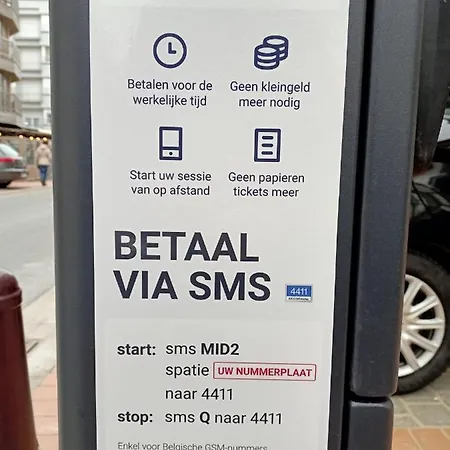 Betalen voor de
werkelijke tijd
Geen kleingeld
meer nodig
Start uw sessie
van op afstand
Geen papieren
tickets meer
BETAAL
VIA SMS
4411
start: sms MID2
spatie UW NUMMERPLAAT
naar 4411
stop: sms Q naar 4411
Enkel voor Belgische GSM-nummers